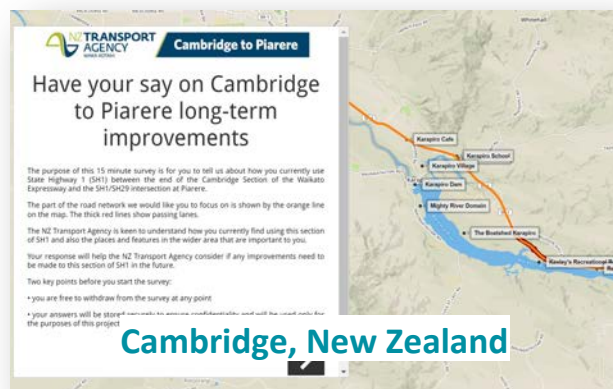 NZ TRANSPORT
AGENCY
WAKA KOTAHI
Cambridge to Piarere
Have your say on Cambridge
to Piarere long-term
improvements
The purpose of this 15 minute survey is for you to tell us about how you currently use
State Highway 1 (SH1) between the end of the Cambridge Section of the Waikato
Expressway and the SH1/SH29 intersection at Piarere.
The part of the road network we would like you to focus on is shown by the orange line
on the map. The thick red lines show passing lanes.
The NZ Transport Agency is keen to understand how you currently find using this section
of SH1 and also the places and features in the wider area that are important to you.
Your response will help the NZ Transport Agency consider if any improvements need to
be made to this section of SH1 in the future.
Two key points before you start the survey:
• you are free to withdraw from the survey at any point
• your answers will be stored securely to ensure confidentiality and will be used only for
the purposes of this project
Karapiro Cafe
Karapiro School
Karapiro Village
Karapiro Dam
Mighty River Domain
The Boatshed Karapiro
Keeley's Recreational
Cambridge, New Zealand